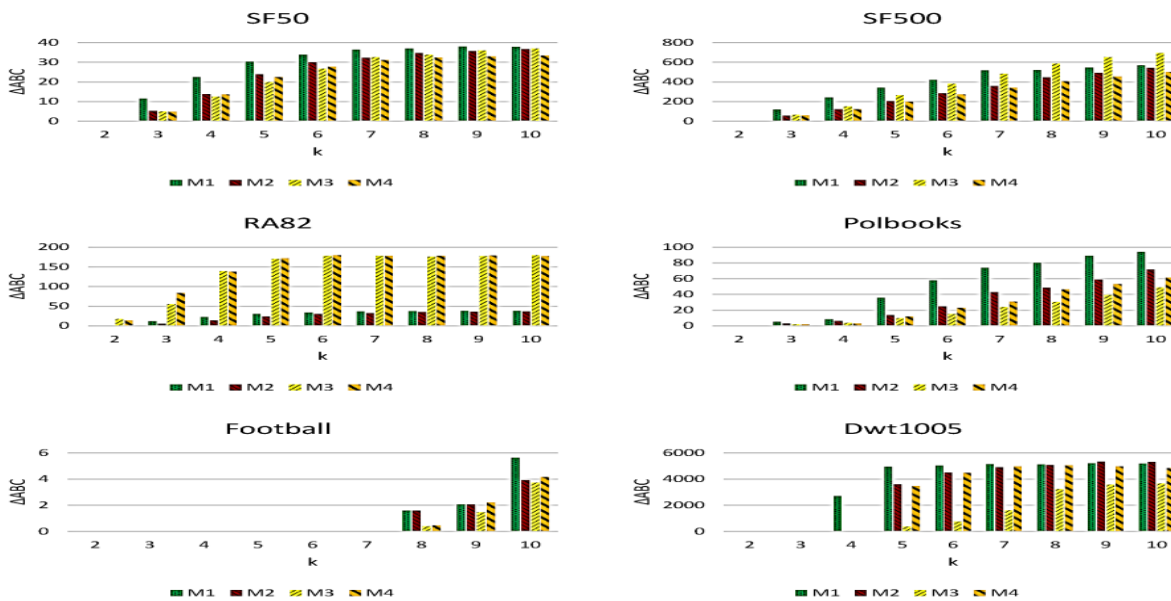 SF50
ΔABC
40
30
20
10
0
2 3 4 5 6 7 8 9 10
k
M1 M2 M3 M4
SF500
ΔABC
800
600
400
200
0
2 3 4 5 6 7 8 9 10
k
M1 M2 M3 M4
RA82
ΔABC
200
150
100
50
0
2 3 4 5 6 7 8 9 10
k
M1 M2 M3 M4
Polbooks
ΔABC
100
80
60
40
20
0
2 3 4 5 6 7 8 9 10
k
M1 M2 M3 M4
Football
ΔABC
6
4
2
0
2 3 4 5 6 7 8 9 10
k
M1 M2 M3 M4
Dwt1005
ΔABC
6000
4000
2000
0
2 3 4 5 6 7 8 9 10
k
M1 M2 M3 M4